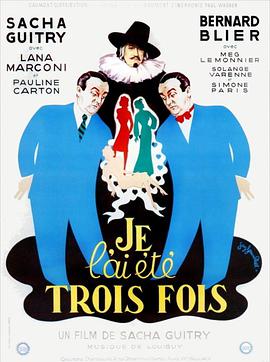 SACHA
GUITRY
avec
LANA
MARCONI
et
PAULINE
CARTON
BERNARD
BLIER
avec
MEG
LEMONNIER
SOLANGE
VARENNE
et
SIMONE
PARIS
JE
l'ai été
TROIS FOIS
UN FILM DE SACHA GUITRY
MUSIQUE DE LOUIGUY